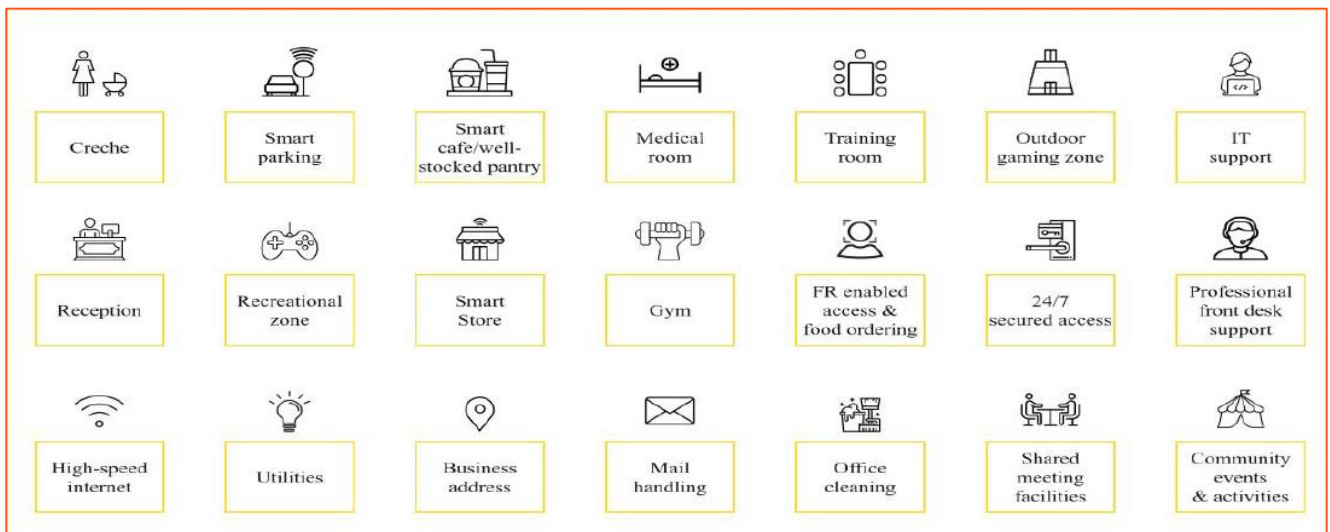 Creche
Smart
parking
Smart
cafe/well-
stocked pantry
Medical
room
Training
room
Outdoor
gaming zone
IT
support
Reception
Recreational
zone
Smart
Store
Gym
FR enabled
access &
food ordering
24/7
secured access
Professional
front desk
support
High-speed
internet
Utilities
Business
address
Mail
handling
Office
cleaning
Shared
meeting
facilities
Community
events
& activities